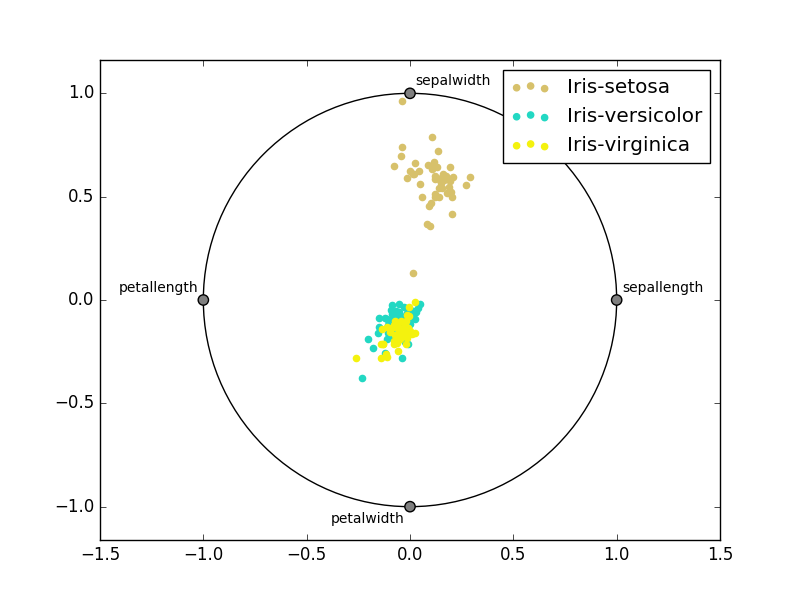 sepalwidth
Iris-setosa
Iris-versicolor
Iris-virginica
petallength
sepallength
petalwidth
1.0
0.5
0.0
−0.5
−1.0
−1.5
−1.0
−0.5
0.0
0.5
1.0
1.5